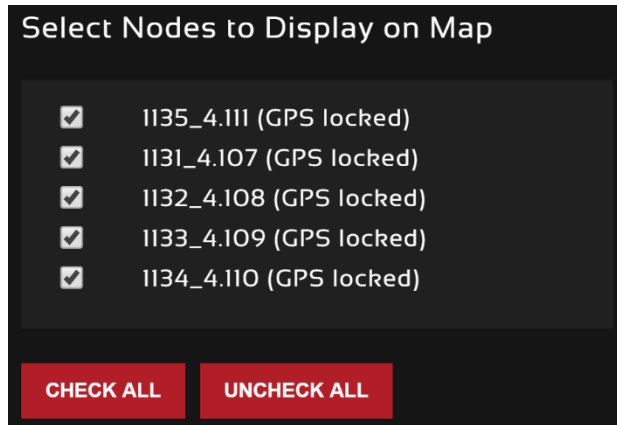 Select Nodes to Display on Map
1135_4.111 (GPS locked)
1131_4.107 (GPS locked)
1132_4.108 (GPS locked)
1133_4.109 (GPS locked)
1134_4.110 (GPS locked)
CHECK ALL UNCHECK ALL